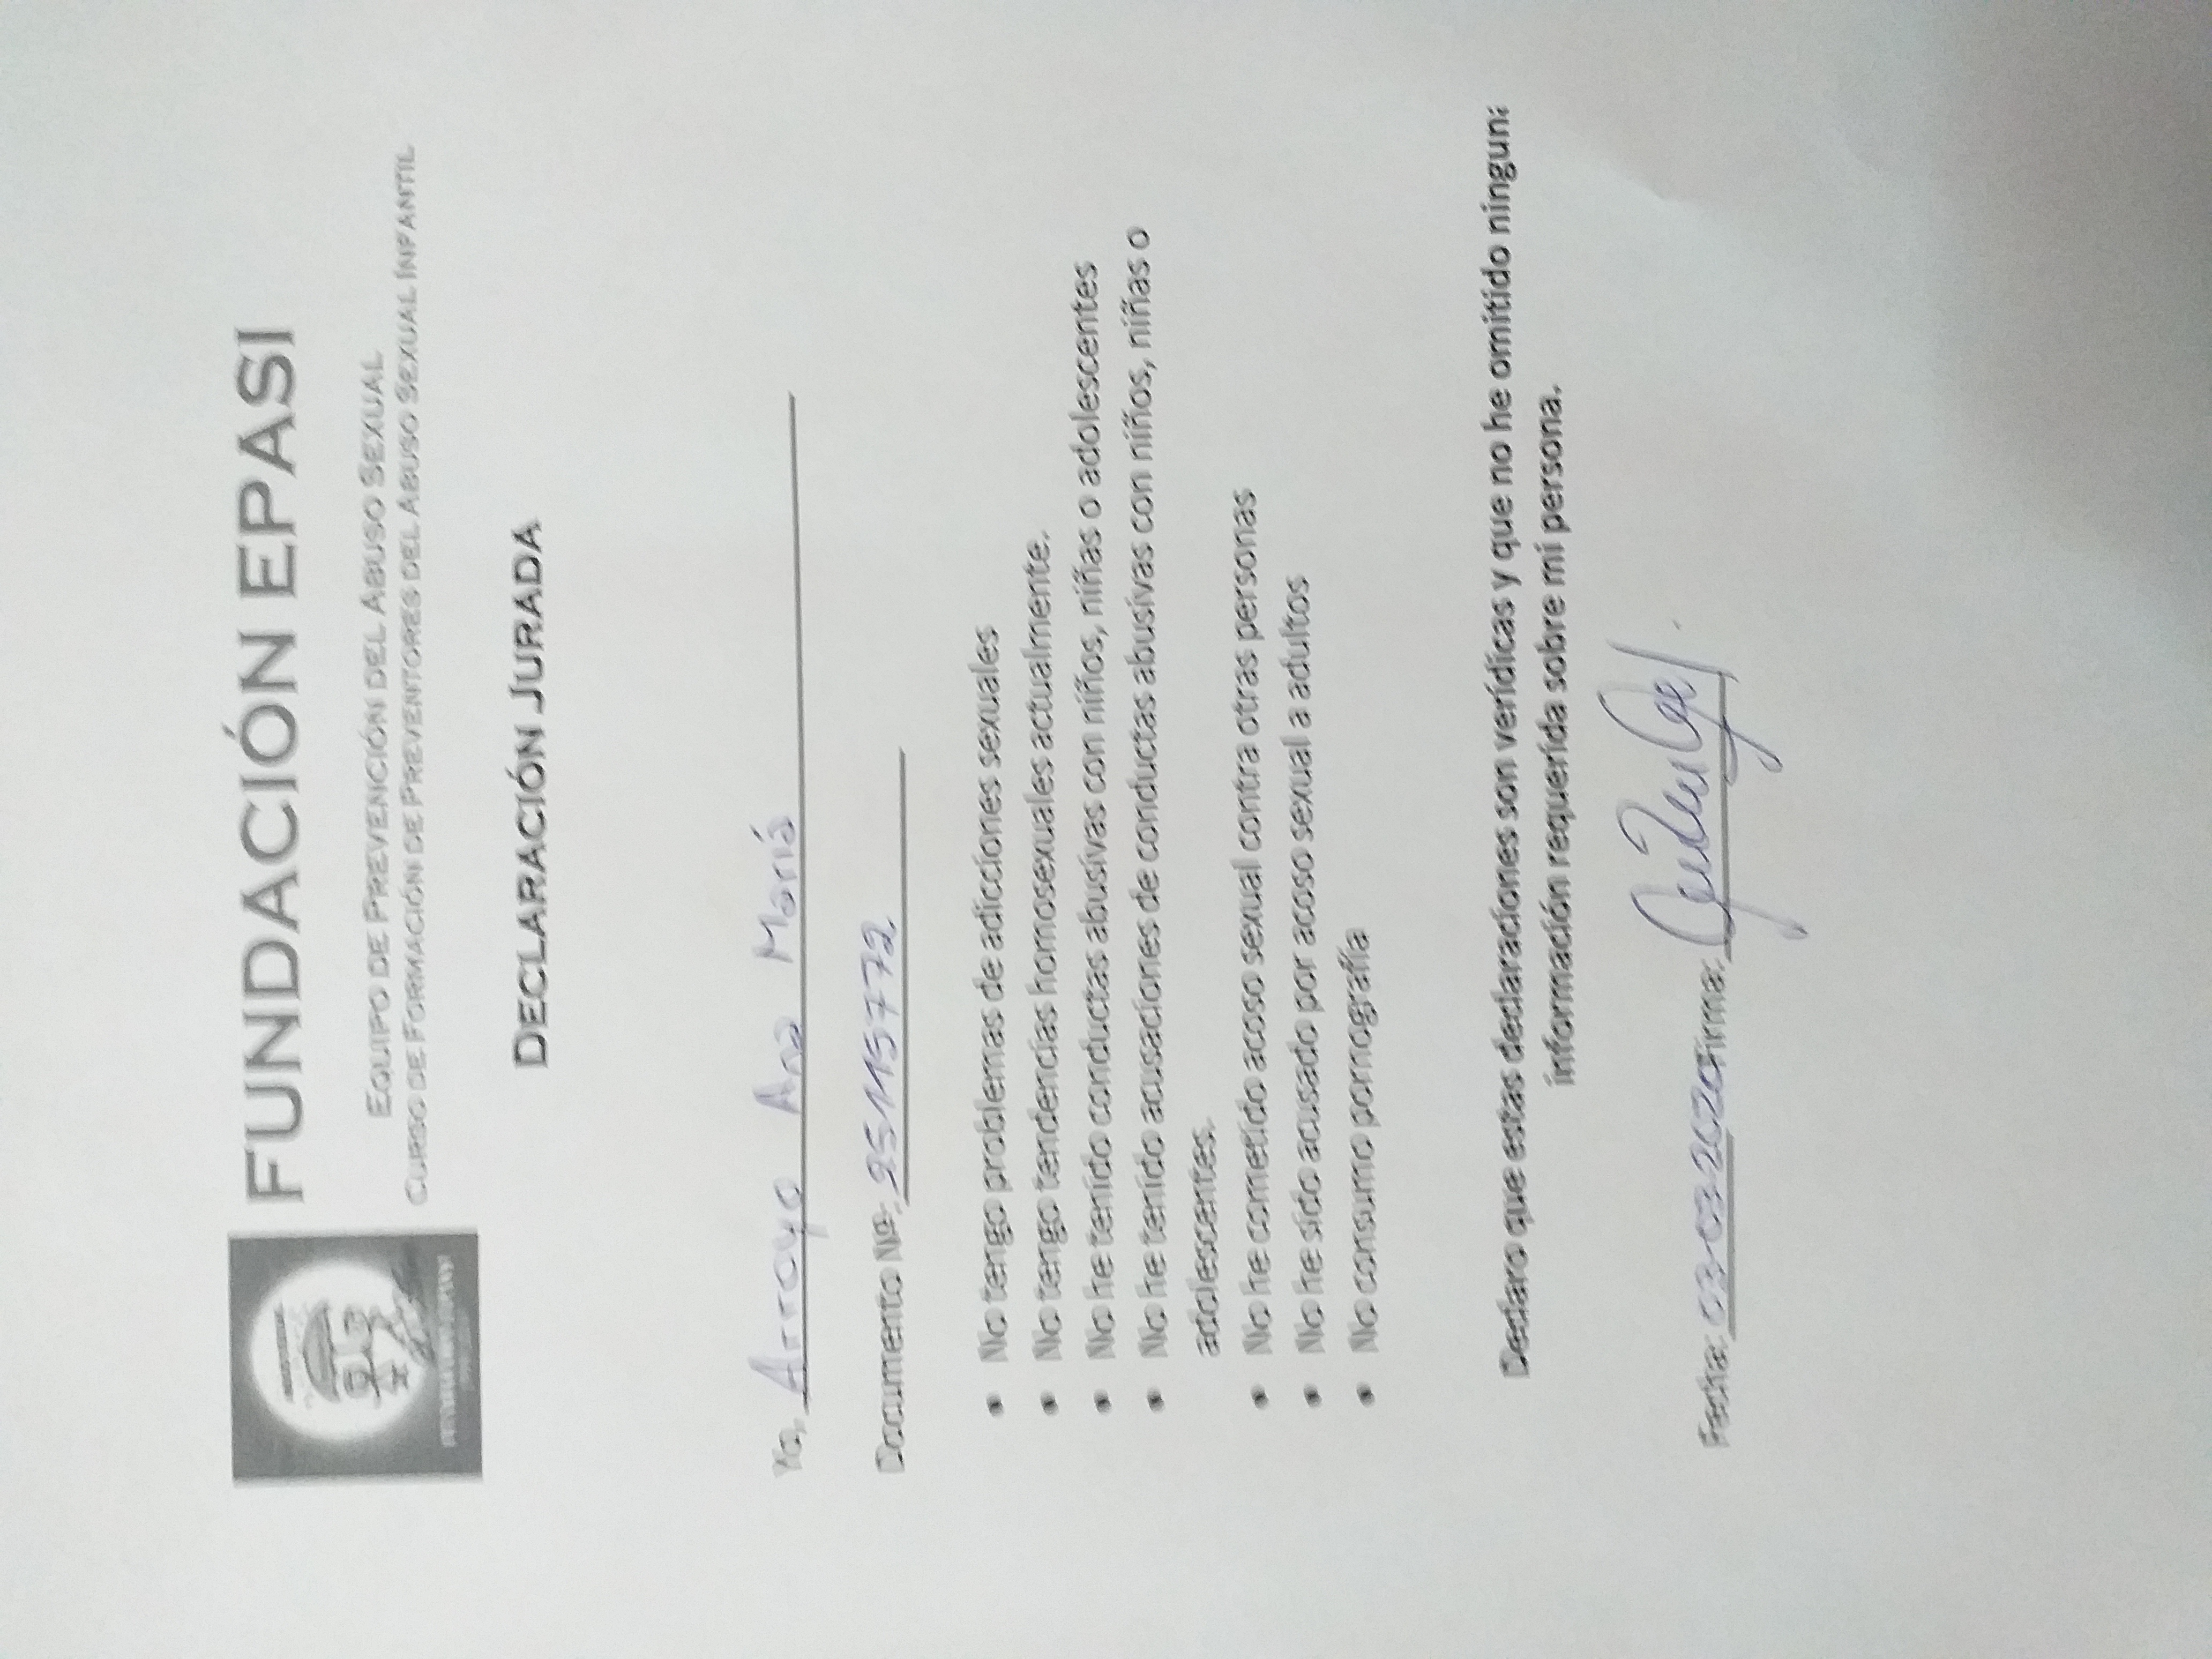 FUNDACIÓN EPASI
EQUIPO DE PREVENCIÓN DEL ABUSO SEXUAL
CURSO DE FORMACIÓN DE PREVENTORES DEL ABUSO SEXUAL INFANTIL
DECLARACIÓN JURADA
Yo, Arroyo Ana Mariá
Documento Nº: 25115772
• No tengo problemas de adicciones sexuales
• No tengo tendencias homosexuales actualmente.
• No he tenido conductas abusivas con niños, niñas o adolescentes
• No he tenido acusaciones de conductas abusivas con niños, niñas o
adolescentes.
• No he cometido acoso sexual contra otras personas
• No he sido acusado por acoso sexual a adultos
• No consumo pornografía
Declaro que estas declaraciones son verídicas y que no he omitido ninguna
información requerida sobre mi persona.
Fecha: 03-03-2020 Firma: